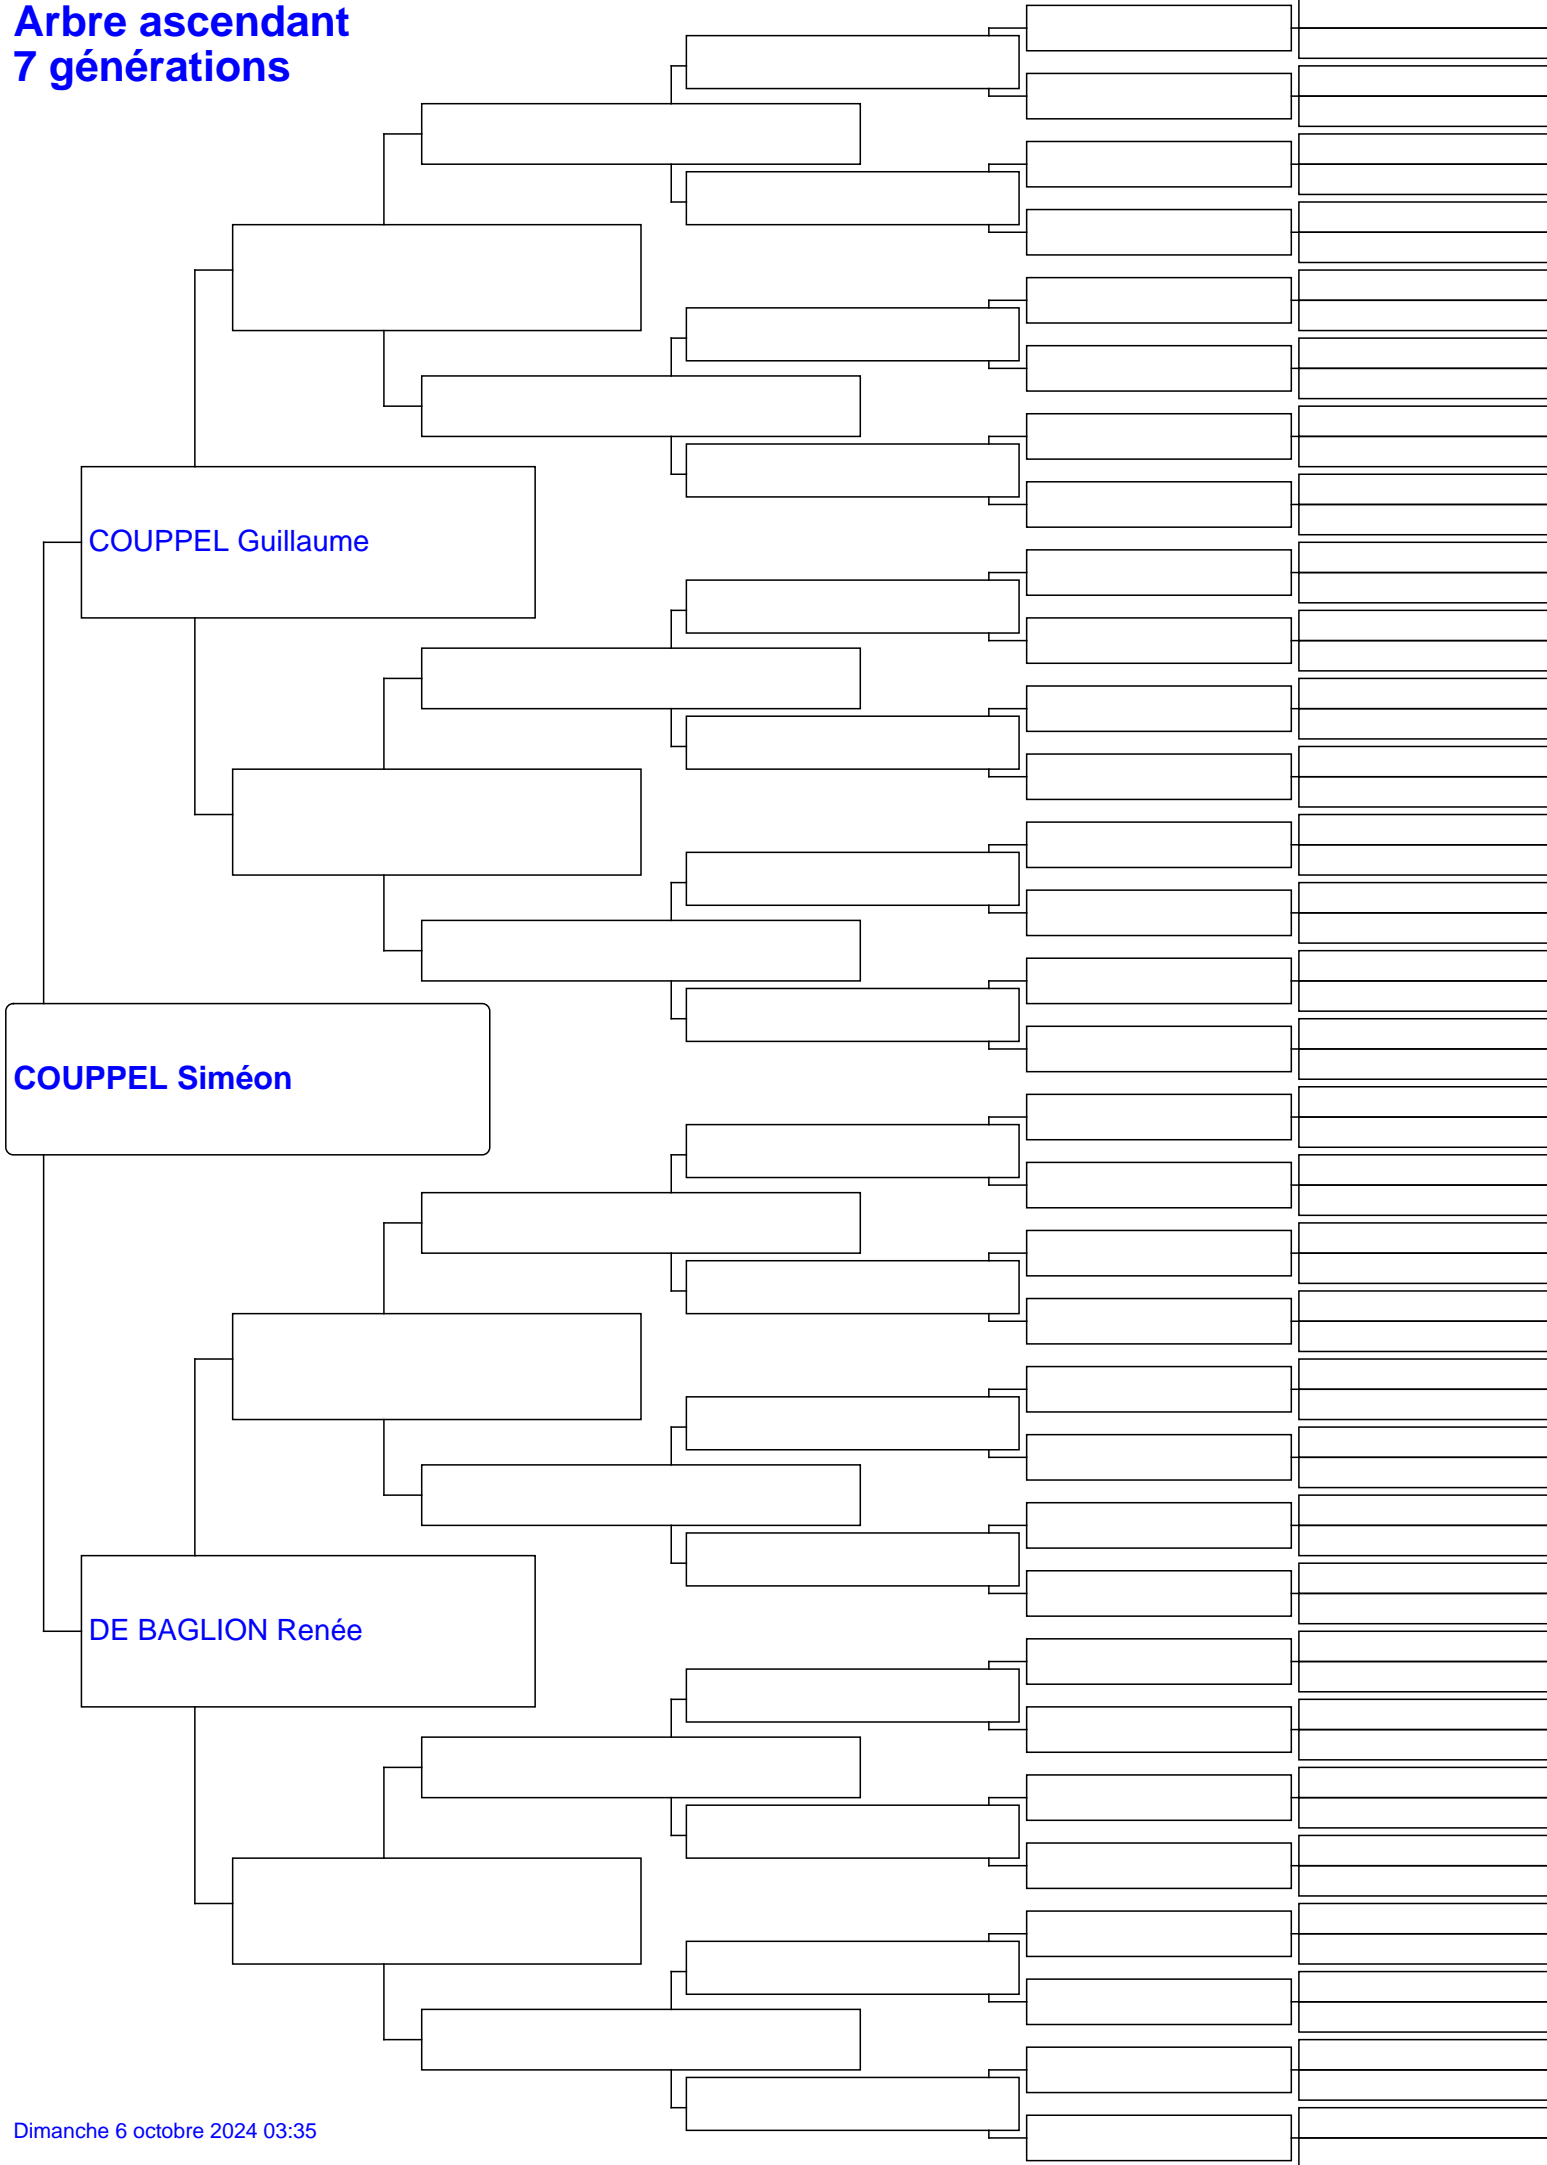 Arbre ascendant
7 générations
COUPPEL Guillaume
COUPPEL Siméon
DE BAGLION Renée
Dimanche 6 octobre 2024 03:35